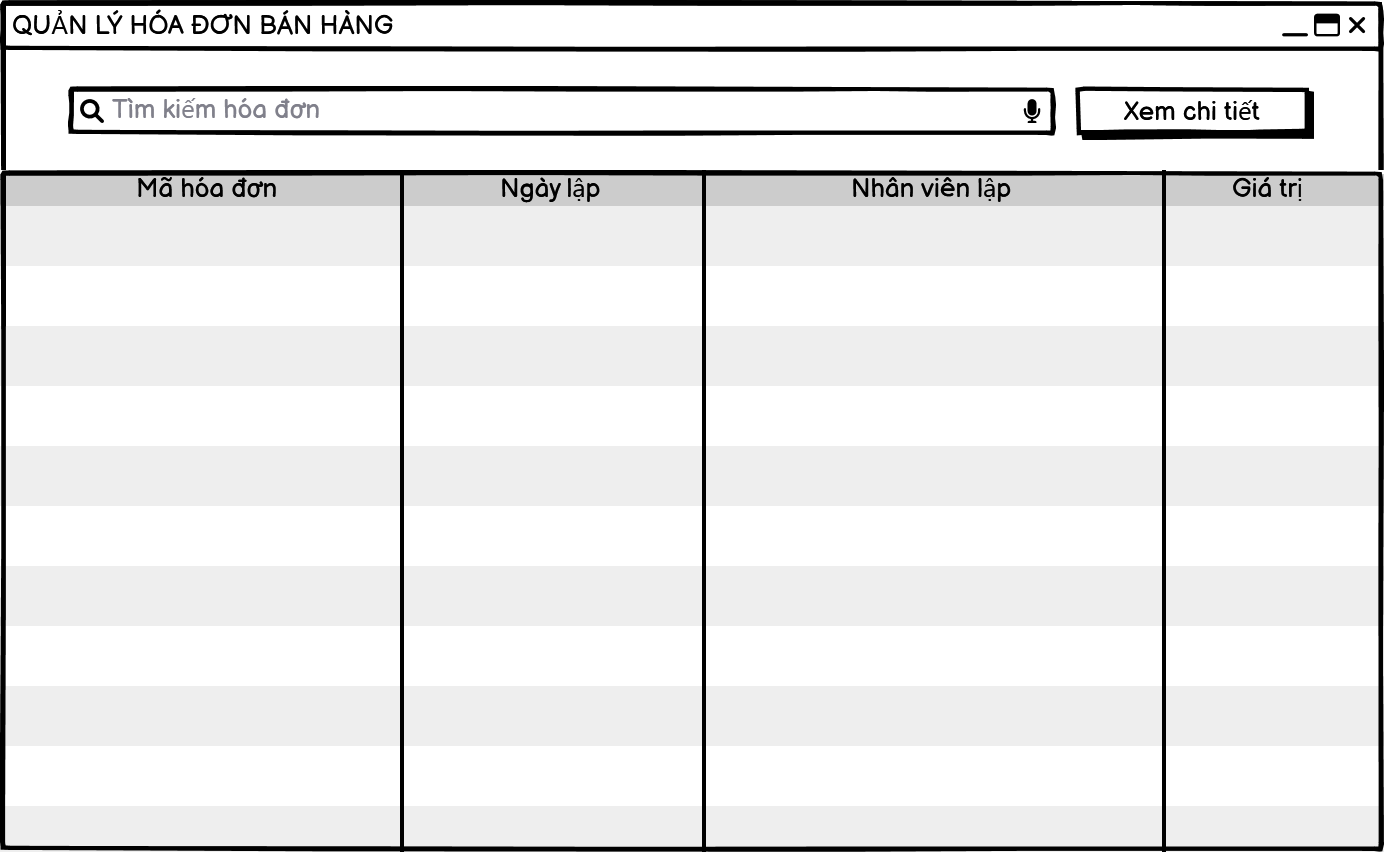 QUẢN LÝ HÓA ĐƠN BÁN HÀNG
Tìm kiếm hóa đơn
Xem chi tiết
Mã hóa đơn
Ngày lập
Nhân viên lập
Giá trị